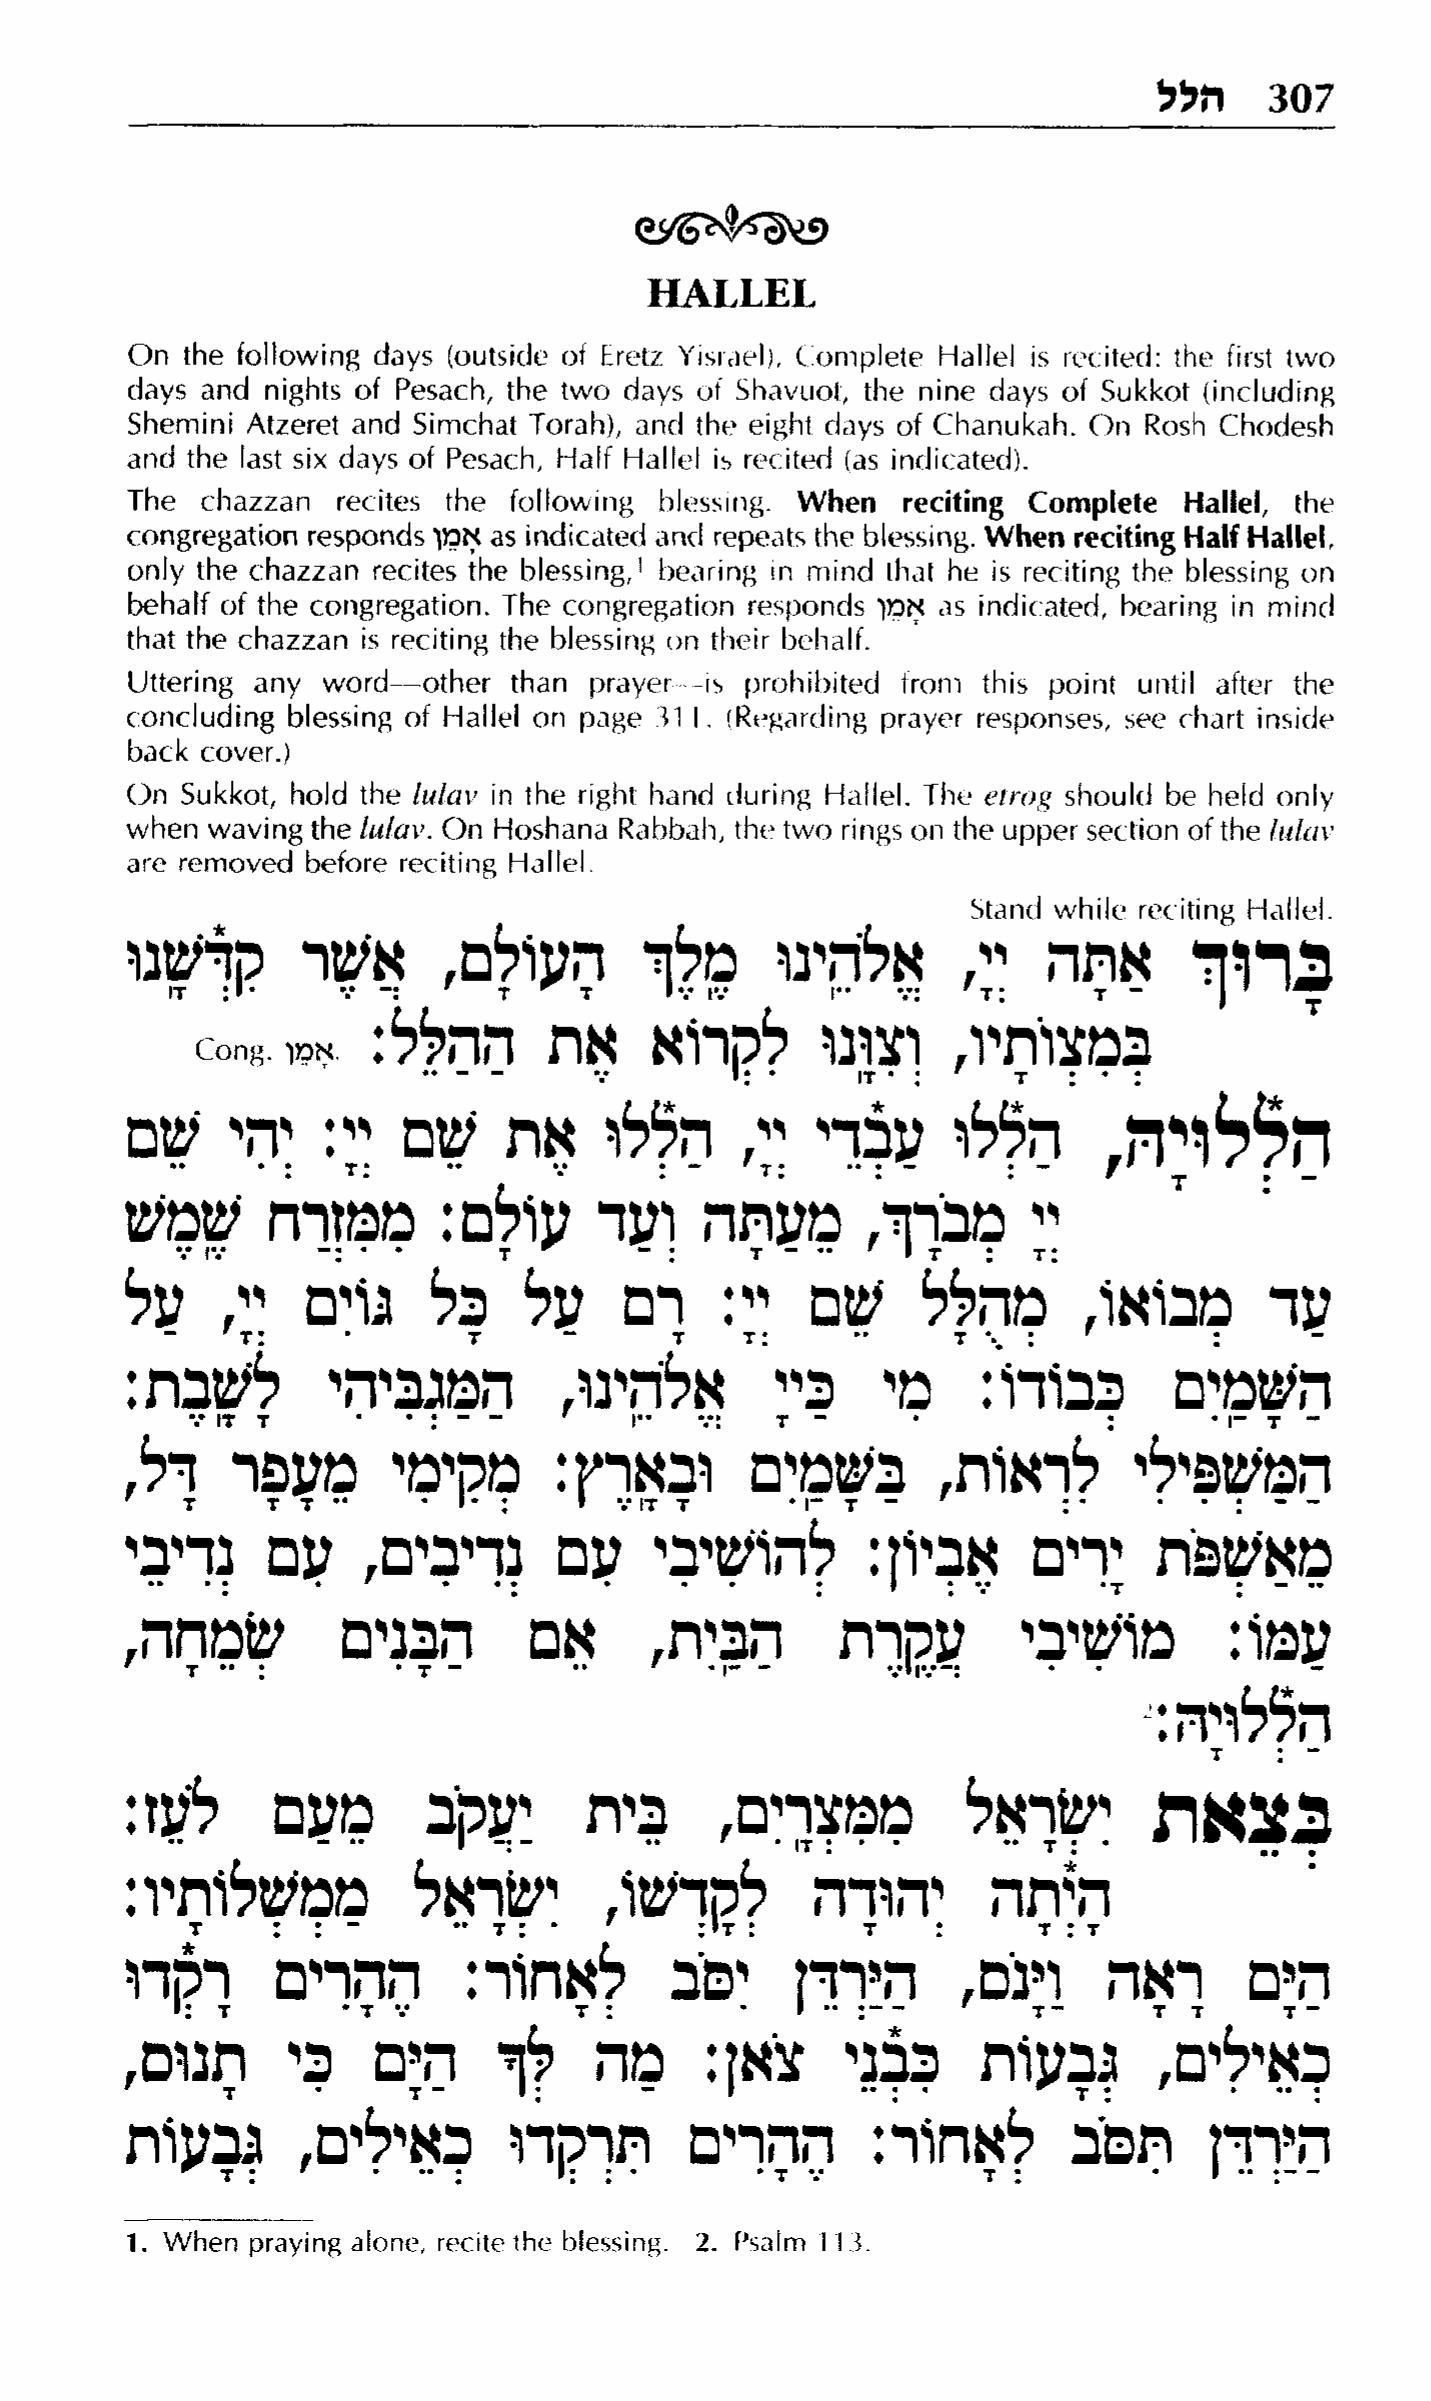 הלל 307
HALLEL
On the following days (outside of Eretz Yisrael), Complete Hallel is recited: the first two
days and nights of Pesach, the two days of Shavuot, the nine days of Sukkot (including
Shemini Atzeret and Simchat Torah), and the eight days of Chanukah. On Rosh Chodesh
and the last six days of Pesach, Half Hallel is recited (as indicated).
The chazzan recites the following blessing. When reciting Complete Hallel, the
congregation responds אָמֵן as indicated and repeats the blessing. When reciting Half Hallel,
only the chazzan recites the blessing,¹ bearing in mind that he is reciting the blessing on
behalf of the congregation. The congregation responds אָמֵן as indicated, bearing in mind
that the chazzan is reciting the blessing on their behalf.
Uttering any word—other than prayer—is prohibited from this point until after the
concluding blessing of Hallel on page 311. (Regarding prayer responses, see chart inside
back cover.)
On Sukkot, hold the lulav in the right hand during Hallel. The etrog should be held only
when waving the lulav. On Hoshana Rabbah, the two rings on the upper section of the lulav
are removed before reciting Hallel.
Stand while reciting Hallel.
בָּרוּךְ אַתָּה יְיָ, אֱלֹהֵינוּ מֶלֶךְ הָעוֹלָם, אֲשֶׁר קִדְּ*שָׁנוּ
בְּמִצְוֹתָיו, וְצִוָּנוּ לִקְרוֹא אֶת הַהַלֵּל: Cong. אָמֵן.
הַלְ*לוּיָהּ, הַלְ*לוּ עַבְ*דֵי יְיָ, הַלְ*לוּ אֶת שֵׁם יְיָ: יְהִי שֵׁם
יְיָ מְבֹרָךְ, מֵעַתָּה וְעַד עוֹלָם: מִמִּזְרַח שֶׁמֶשׁ
עַד מְבוֹאוֹ, מְהֻלָּל שֵׁם יְיָ: רָם עַל כָּל גּוֹיִם יְיָ, עַל
הַשָּׁמַיִם כְּבוֹדוֹ: מִי כַּייָ אֱלֹהֵינוּ, הַמַּגְבִּיהִי לָשָׁבֶת:
הַמַּשְׁפִּילִי לִרְאוֹת, בַּשָּׁמַיִם וּבָאָרֶץ: מְקִימִי מֵעָפָר דָּל,
מֵאַשְׁפֹּת יָרִים אֶבְיוֹן: לְהוֹשִׁיבִי עִם נְדִיבִים, עִם נְדִיבֵי
עַמּוֹ: מוֹשִׁיבִי עֲקֶרֶת הַבַּיִת, אֵם הַבָּנִים שְׂמֵחָה,
הַלְ*לוּיָהּ:²
בְּצֵאת יִשְׂרָאֵל מִמִּצְרָיִם, בֵּית יַעֲקֹב מֵעַם לֹעֵז:
הָיְ*תָה יְהוּדָה לְקָדְשׁוֹ, יִשְׂרָאֵל מַמְשְׁלוֹתָיו:
הַיָּם רָאָה וַיָּנֹס, הַיַּרְדֵּן יִסֹּב לְאָחוֹר: הֶהָרִים רָקְ*דוּ
כְאֵילִים, גְּבָעוֹת כִּבְ*נֵי צֹאן: מַה לְּךָ הַיָּם כִּי תָנוּס,
הַיַּרְדֵּן תִּסֹּב לְאָחוֹר: הֶהָרִים תִּרְקְדוּ כְאֵילִים, גְּבָעוֹת
1. When praying alone, recite the blessing. 2. Psalm 113.